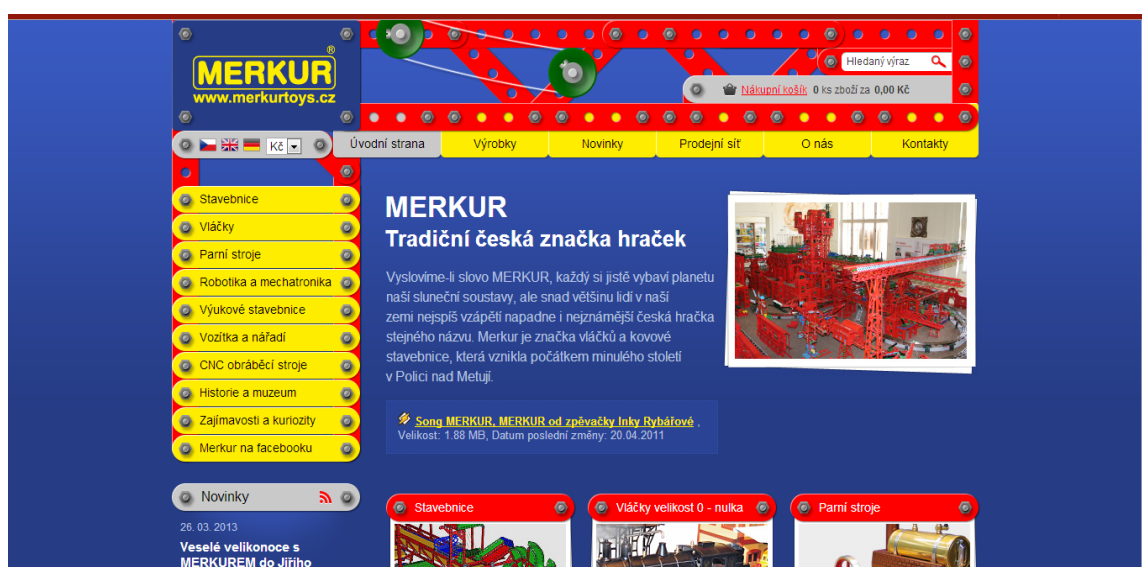 MERKUR®
www.merkurtoys.cz
Hledaný výraz
Nákupní košík 0 ks zboží za 0,00 Kč
Kč
Úvodní strana
Výrobky
Novinky
Prodejní síť
O nás
Kontakty
Stavebnice
Vláčky
Parní stroje
Robotika a mechatronika
Výukové stavebnice
Vozítka a nářadí
CNC obráběcí stroje
Historie a muzeum
Zajímavosti a kuriozity
Merkur na facebooku
Novinky
26. 03. 2013
Veselé velikonoce s
MERKUREM do Jiřího
MERKUR
Tradiční česká značka hraček
Vyslovíme-li slovo MERKUR, každý si jistě vybaví planetu
naší sluneční soustavy, ale snad většinu lidí v naší
zemi nejspíš vzápětí napadne i nejznámější česká hračka
stejného názvu. Merkur je značka vláčků a kovové
stavebnice, která vznikla počátkem minulého století
v Polici nad Metují.
Song MERKUR, MERKUR od zpěvačky Inky Rybářové ,
Velikost: 1.88 MB, Datum poslední změny: 20.04.2011
Stavebnice
Vláčky velikost 0 - nulka
Parní stroje